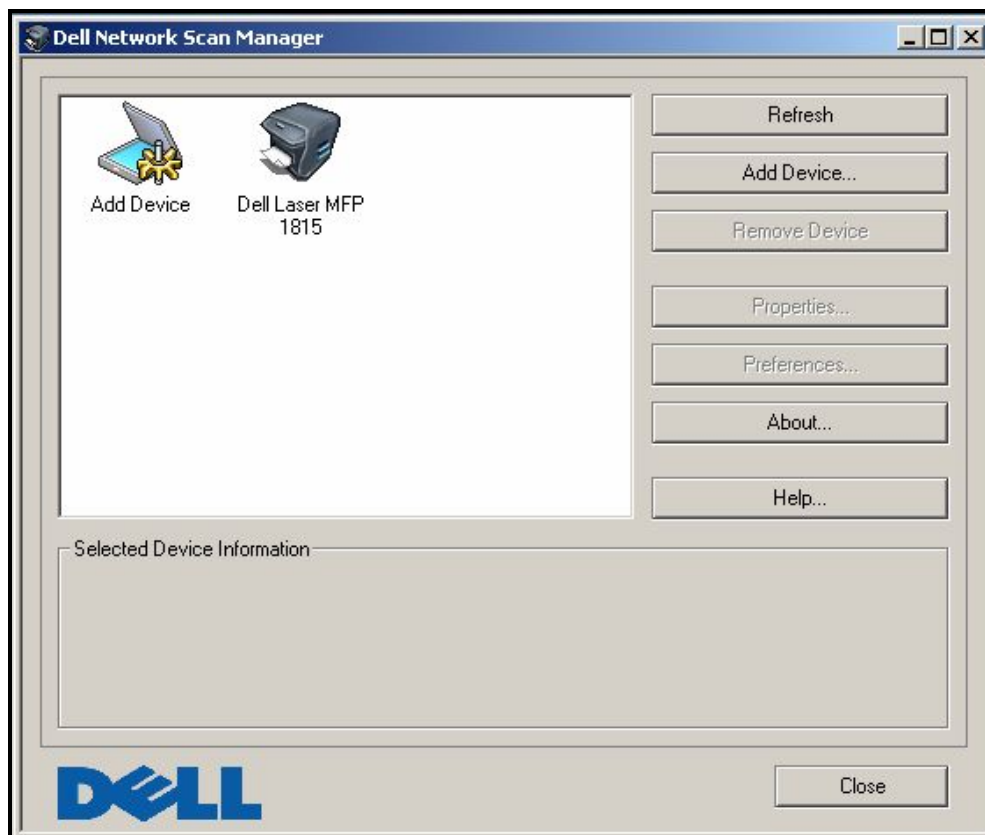 Dell Network Scan Manager
Add Device
Dell Laser MFP
1815
Refresh
Add Device...
Remove Device
Properties...
Preferences...
About...
Help...
Selected Device Information
DELL
Close